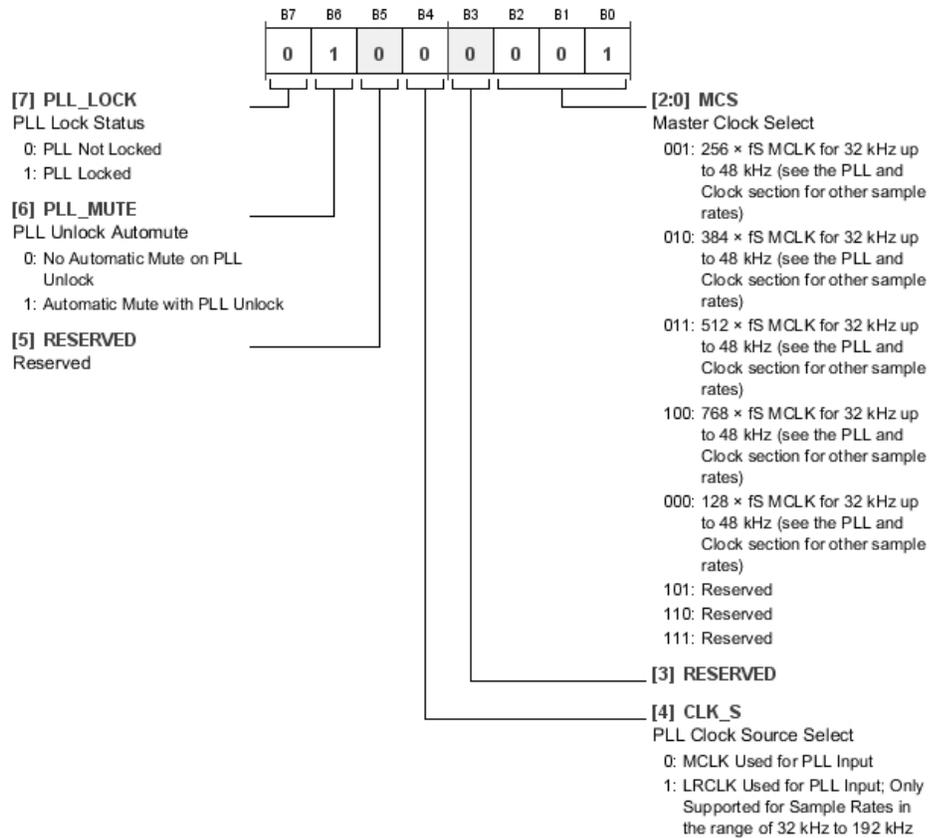 B7 B6 B5 B4 B3 B2 B1 B0
0 1 0 0 0 0 0 1
[7] PLL_LOCK
PLL Lock Status
0: PLL Not Locked
1: PLL Locked
[6] PLL_MUTE
PLL Unlock Automute
0: No Automatic Mute on PLL
Unlock
1: Automatic Mute with PLL Unlock
[5] RESERVED
Reserved
[2:0] MCS
Master Clock Select
001: 256 × fS MCLK for 32 kHz up
to 48 kHz (see the PLL and
Clock section for other sample
rates)
010: 384 × fS MCLK for 32 kHz up
to 48 kHz (see the PLL and
Clock section for other sample
rates)
011: 512 × fS MCLK for 32 kHz up
to 48 kHz (see the PLL and
Clock section for other sample
rates)
100: 768 × fS MCLK for 32 kHz up
to 48 kHz (see the PLL and
Clock section for other sample
rates)
000: 128 × fS MCLK for 32 kHz up
to 48 kHz (see the PLL and
Clock section for other sample
rates)
101: Reserved
110: Reserved
111: Reserved
[3] RESERVED
[4] CLK_S
PLL Clock Source Select
0: MCLK Used for PLL Input
1: LRCLK Used for PLL Input; Only
Supported for Sample Rates in
the range of 32 kHz to 192 kHz